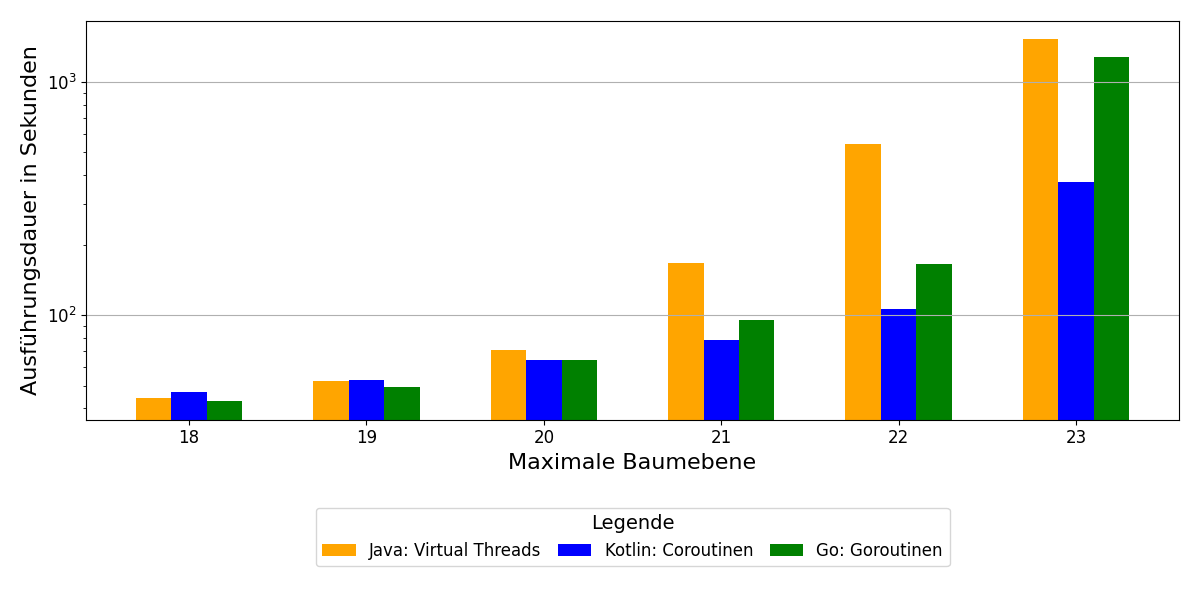 Ausführungsdauer in Sekunden
10³
10²
18 19 20 21 22 23
Maximale Baumebene
Legende
Java: Virtual Threads Kotlin: Coroutinen Go: Goroutinen